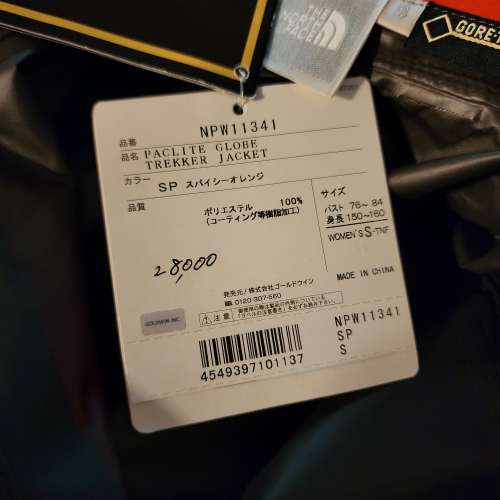 THE
NORTH
FACE
S
GORE-T
NPW11341
品番
品名 PACLITE GLOBE
TREKKER JACKET
カラー SP スパイシーオレンジ
品質 ポリエステル 100%
(コーティング等樹脂加工)
サイズ
バスト 76~ 84
身長 150~160
WOMEN'S S-TNF
28,000
MADE IN CHINA
発売元/株式会社ゴールドウイン
0120-307-560
GOLDWIN INC.
注意
NPW11341
SP
S
4549397101137